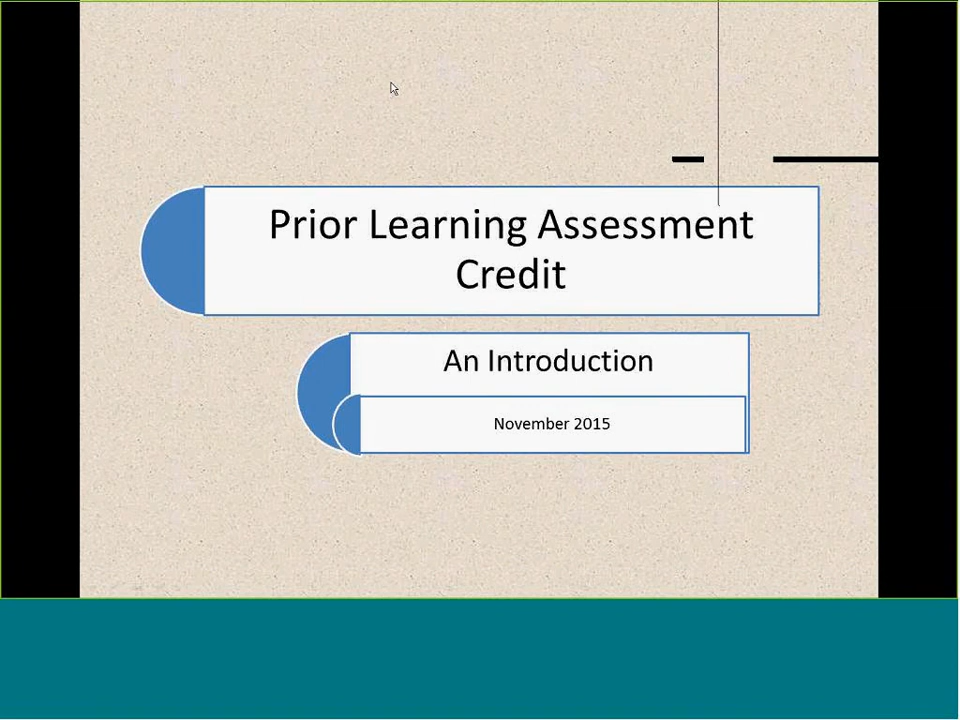 Prior Learning Assessment
Credit
An Introduction
November 2015